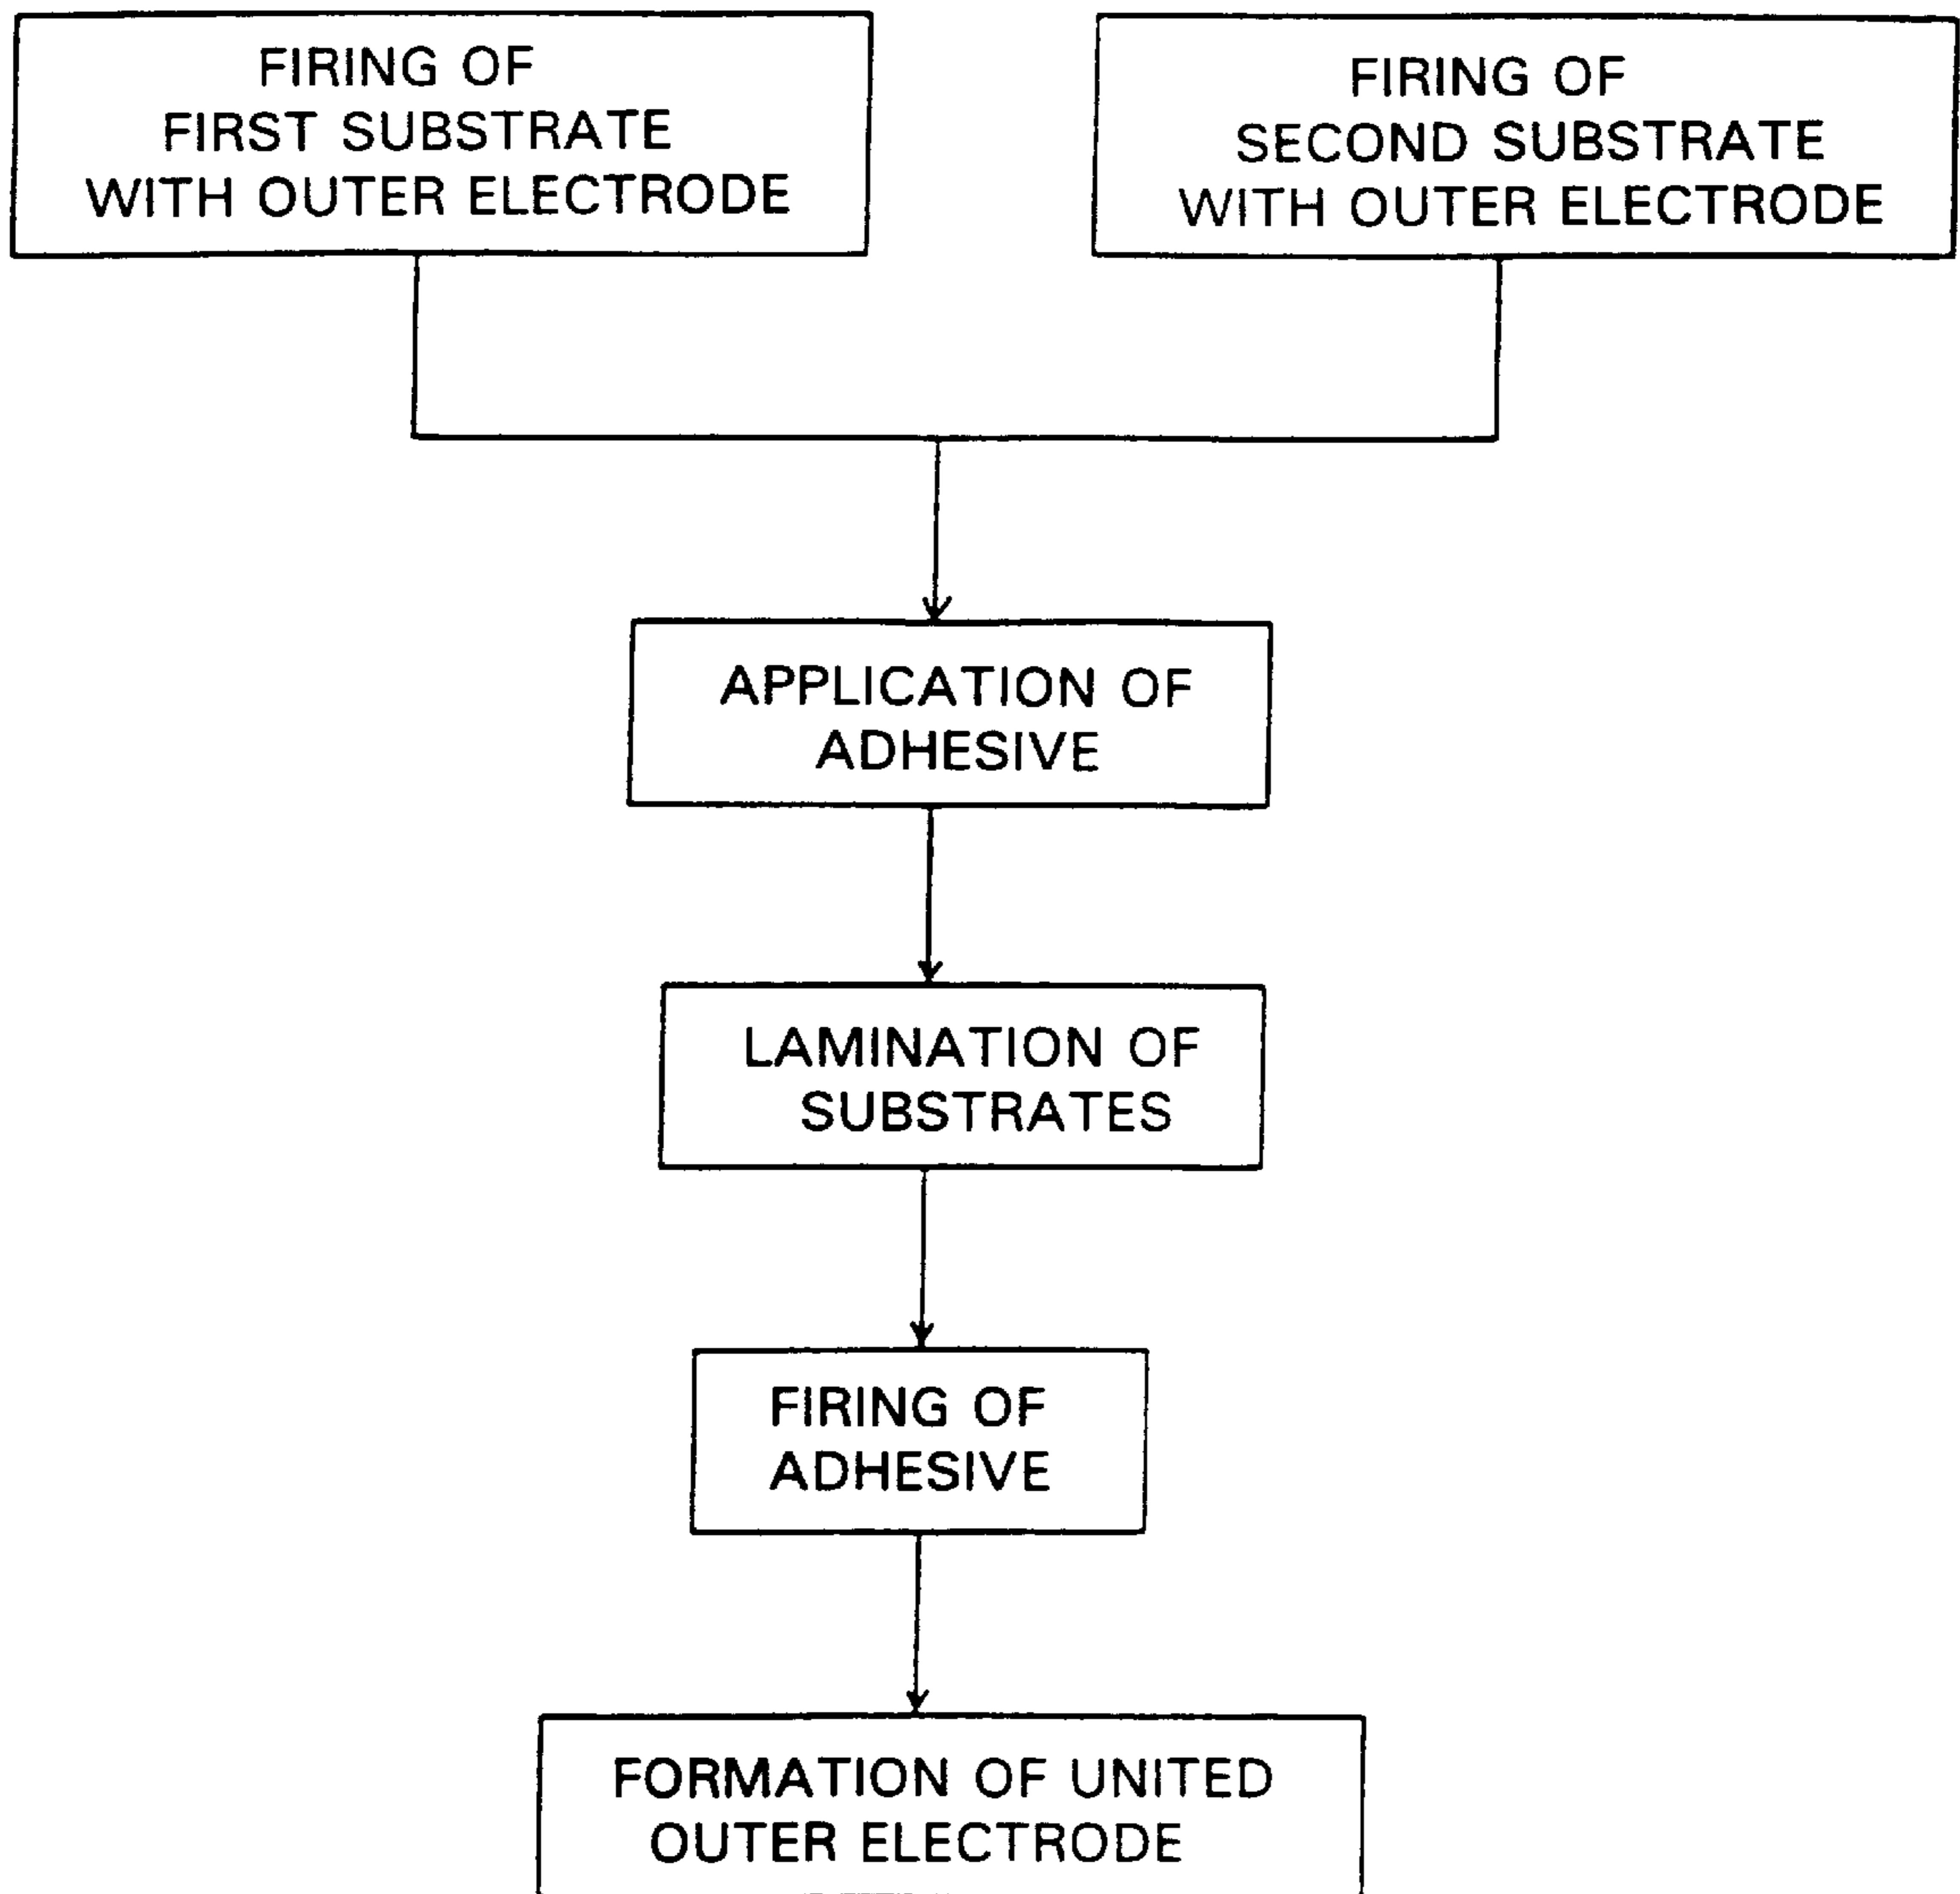 FIRING OF
FIRST SUBSTRATE
WITH OUTER ELECTRODE
FIRING OF
SECOND SUBSTRATE
WITH OUTER ELECTRODE
APPLICATION OF
ADHESIVE
LAMINATION OF
SUBSTRATES
FIRING OF
ADHESIVE
FORMATION OF UNITED
OUTER ELECTRODE